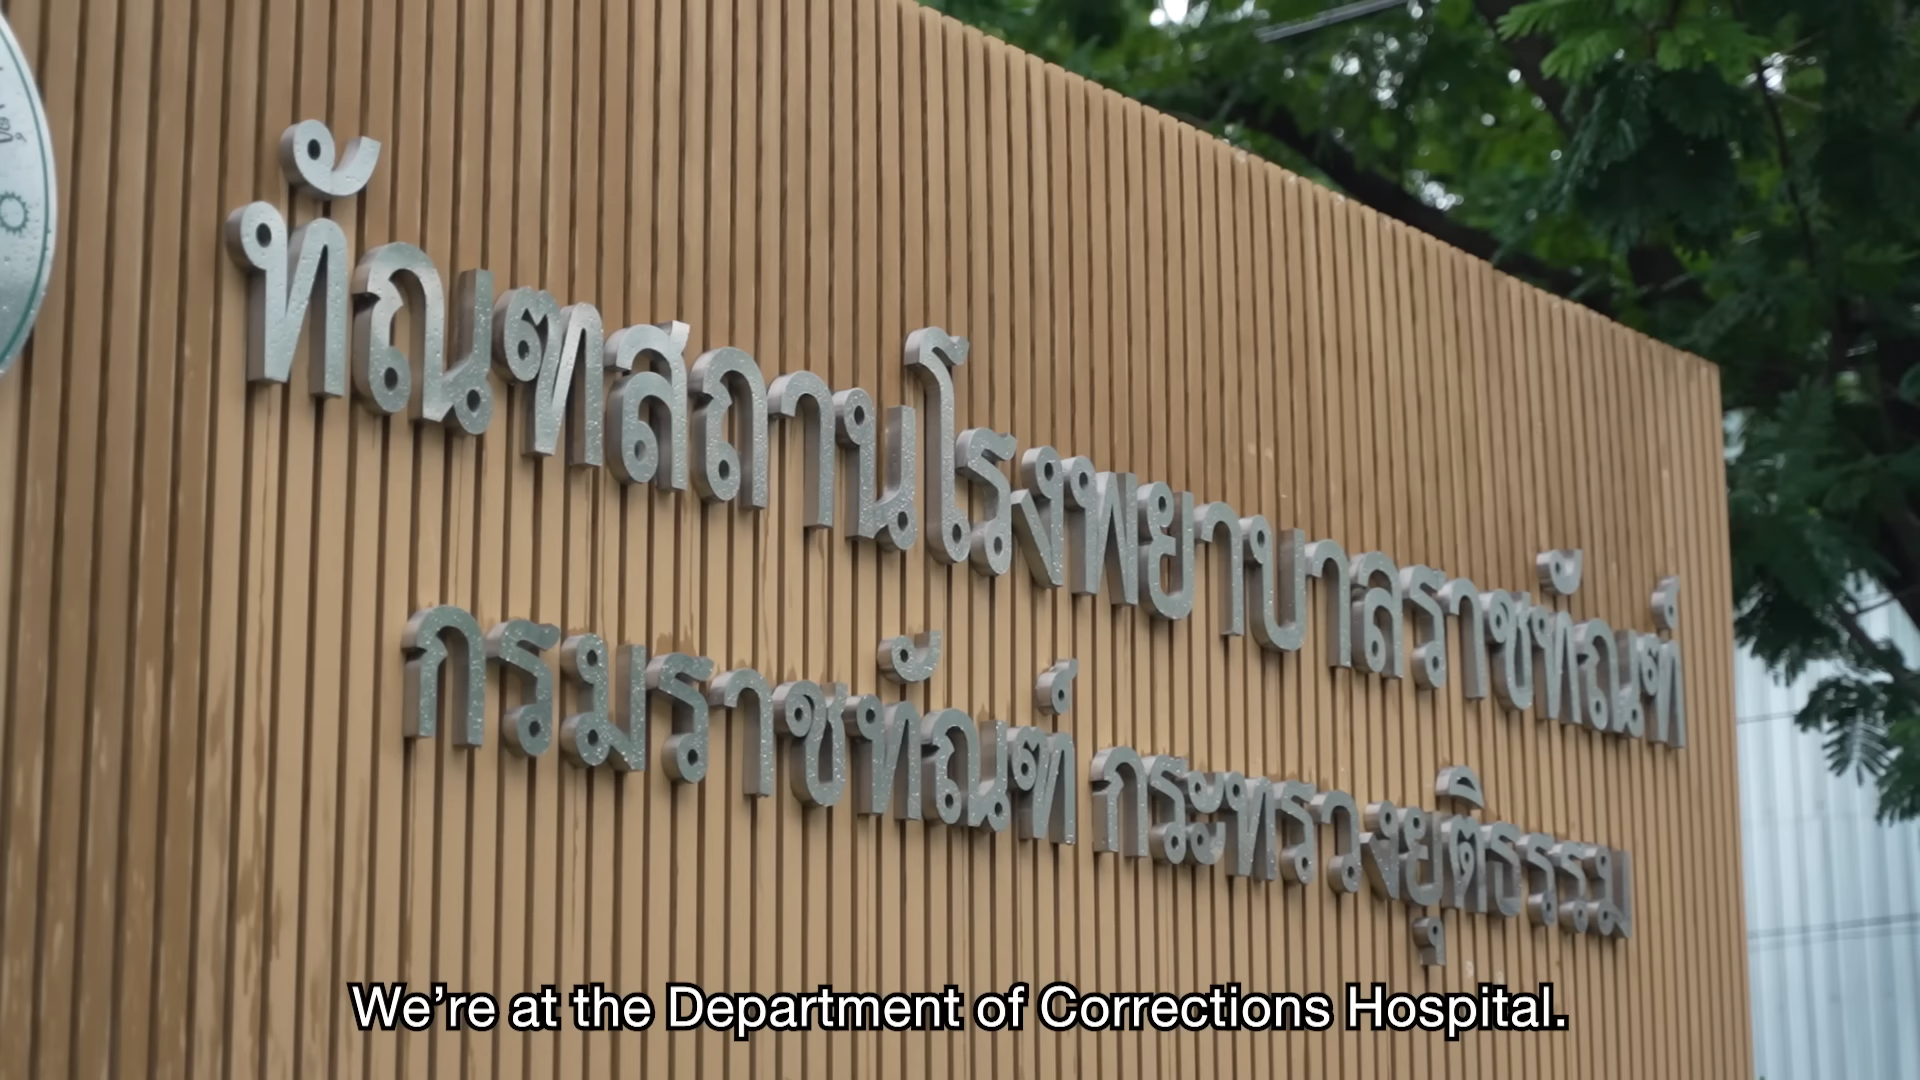 ทัณฑสถานโรงพยาบาลราชทัณฑ์
กรมราชทัณฑ์ กระทรวงยุติธรรม
We're at the Department of Corrections Hospital.